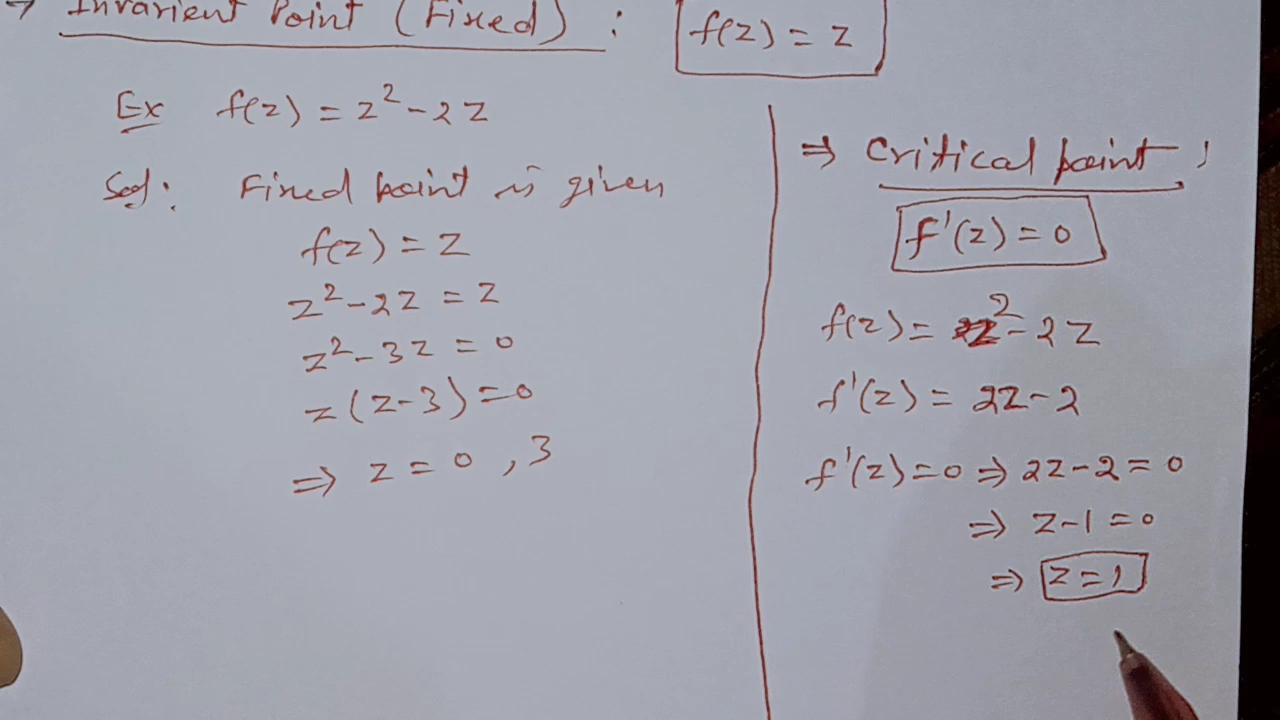 → Invarient Point (Fixed) : f(z) = z
Ex f(z) = z² - 2z
Sol: Fixed point is given
f(z) = z
z² - 2z = z
z² - 3z = 0
z(z-3) = 0
⇒ z = 0, 3
⇒ Critical point ,
f'(z) = 0
f(z) = z² - 2z
f'(z) = 2z - 2
f'(z) = 0 ⇒ 2z - 2 = 0
⇒ z - 1 = 0
⇒ z = 1